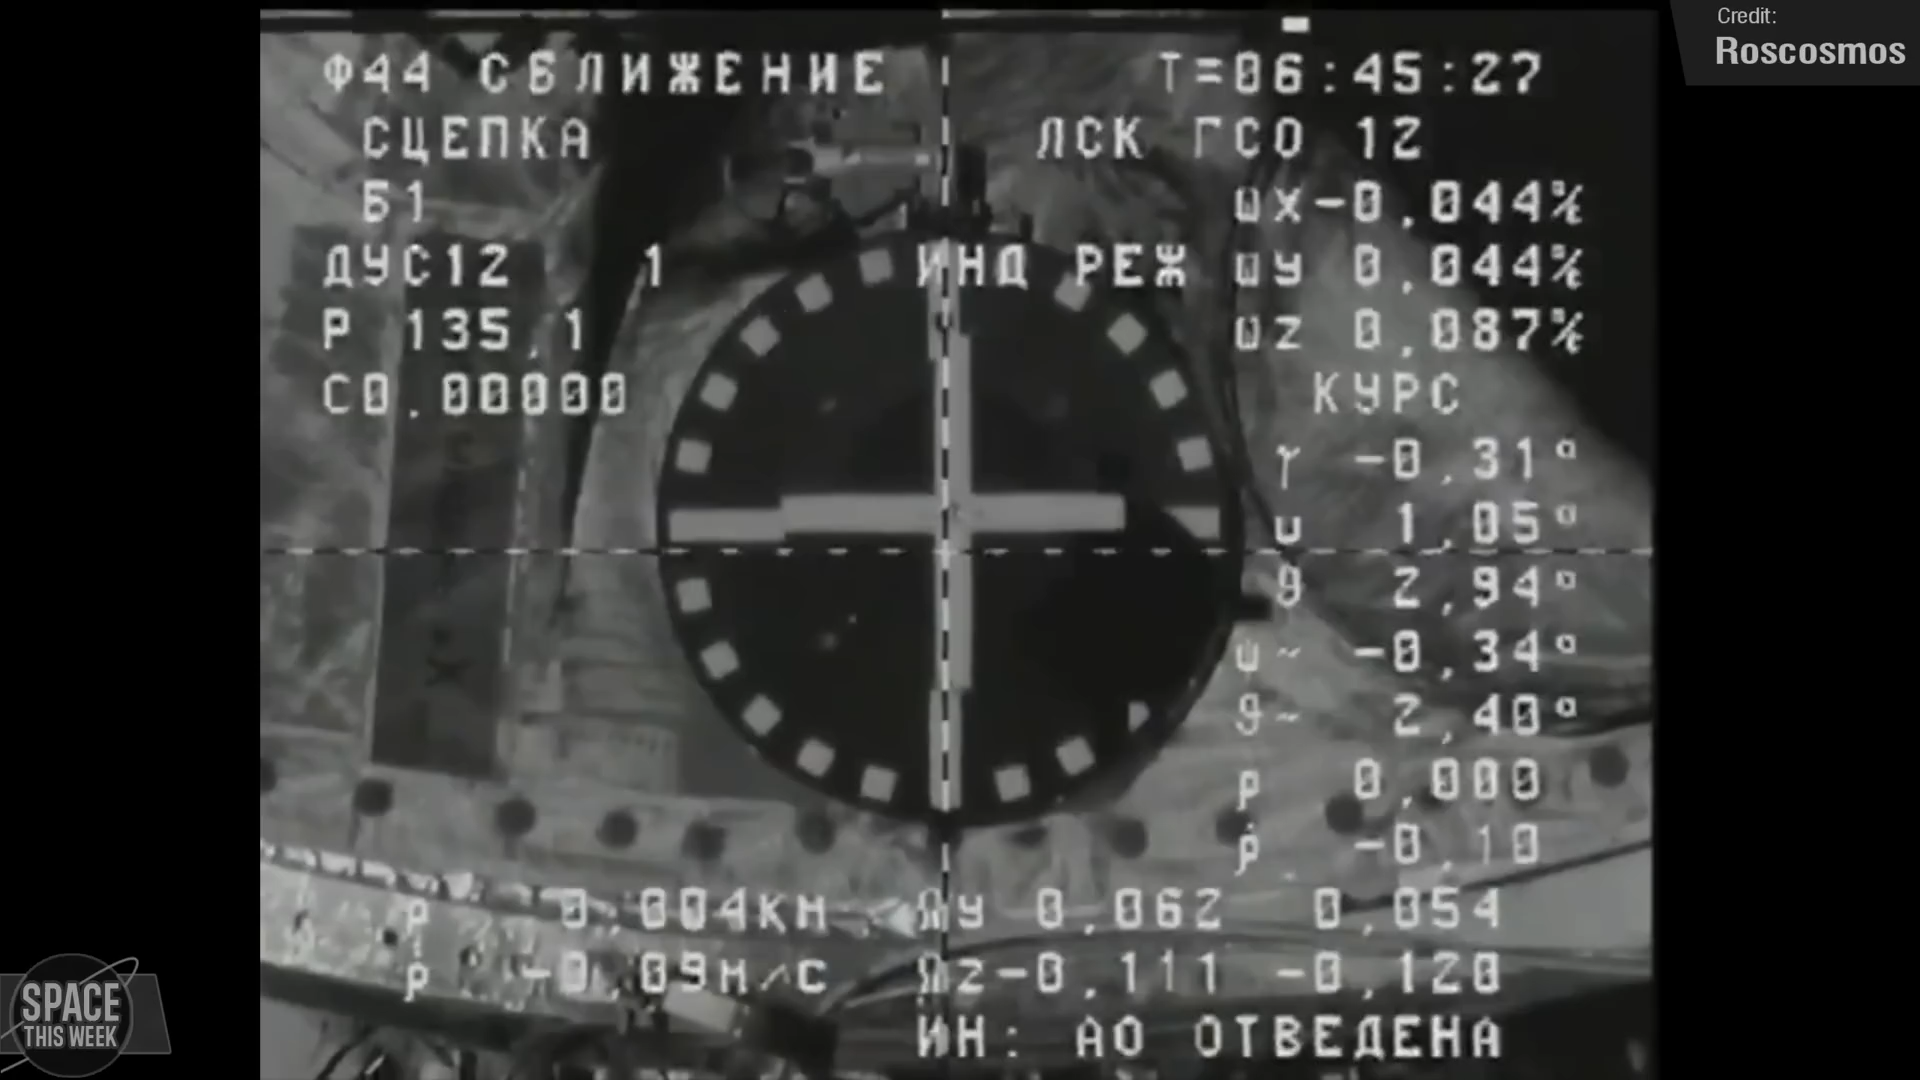 Credit:
Roscosmos
Ф44 СБЛИЖЕНИЕ T=06:45:27
СЦЕПКА ЛСК ГСО 12
Б1 ωX-0,044°/с
ДУС12 1 ИНД РЕЖ ωУ 0,044°/с
Р 135,1 ωZ 0,087°/с
С0.00000 КУРС
γ -0,31°
ψ 1,05°
ϑ 2,94°
ψ~ -0,34°
ϑ~ 2,40°
ρ 0,000
ρ̇ -0,10
ρ 0,004КМ Ωу 0,062 0,054
ρ̇ -0,09М/С Ωz-0,111 -0,120
ИН: АО ОТВЕДЕНА
SPACE
THIS WEEK